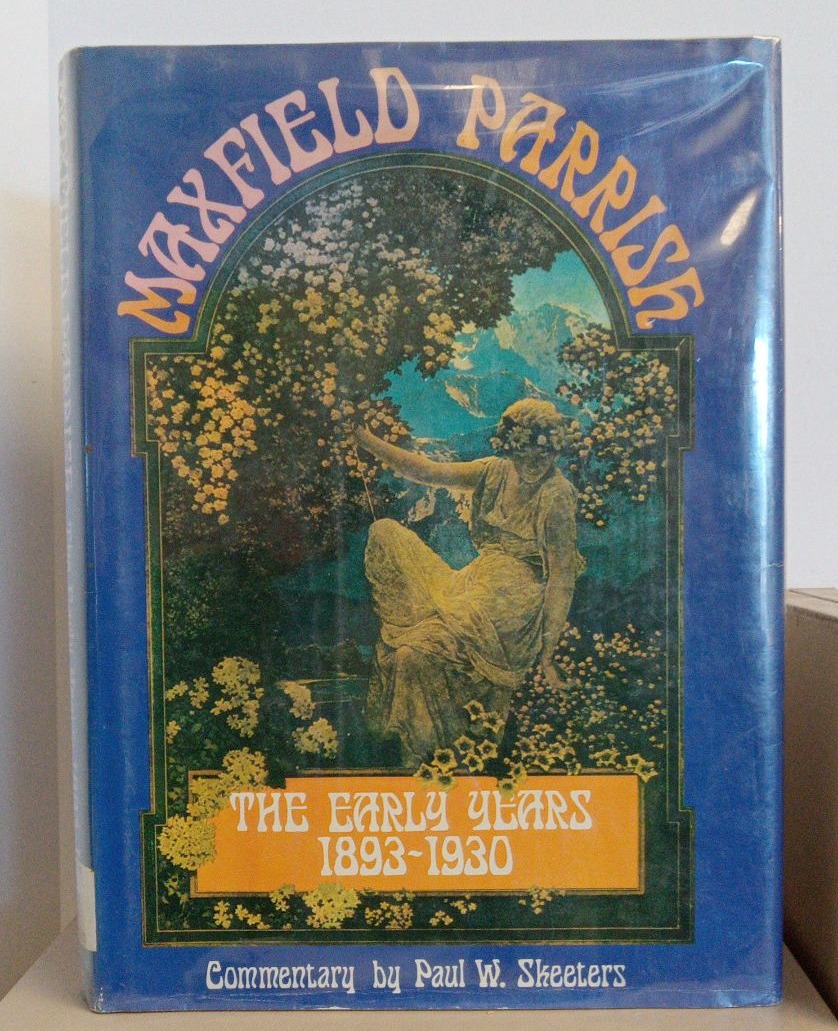 MAXFIELD PARRISH
THE EARLY YEARS
1893-1930
Commentary by Paul W. Skeeters